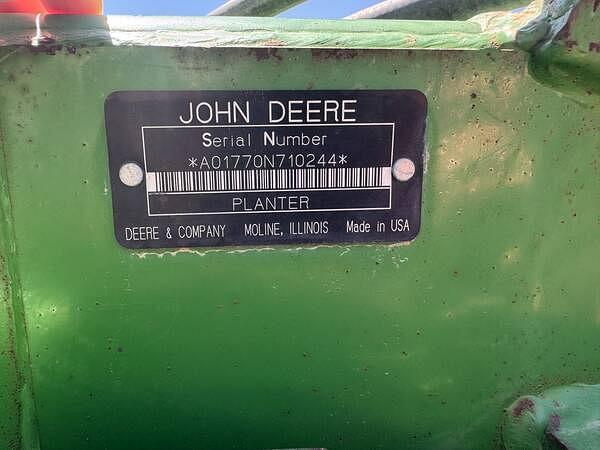 JOHN DEERE
Serial Number
*A01770N710244*
PLANTER
DEERE & COMPANY MOLINE, ILLINOIS Made in USA